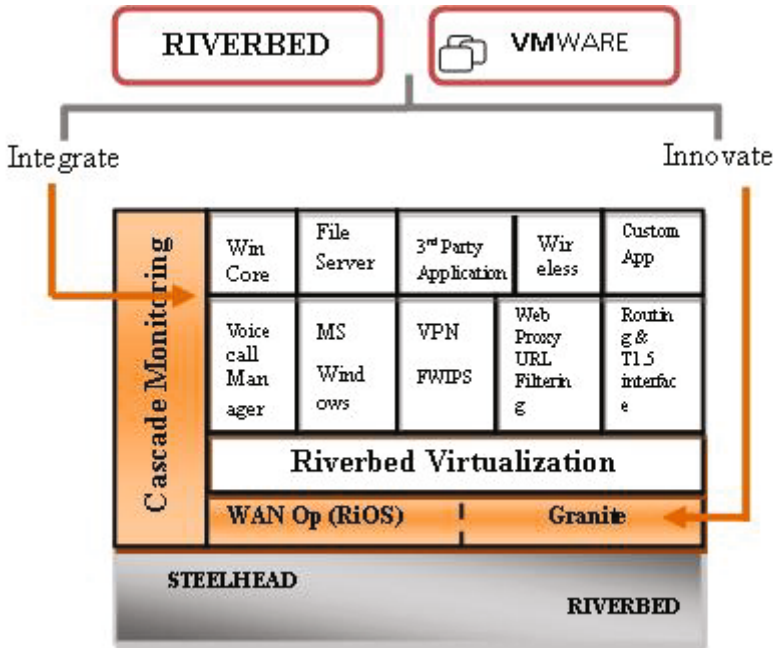 RIVERBED
VMWARE
Integrate
Innovate
Cascade Monitoring
Win
Core
File
Server
3rd Party
Application
Wir
eless
Custom
App
Voice
call
Man
ager
MS
Wind
ows
VPN
FWIPS
Web
Proxy
URL
Filterin
g
Routin
g &
T1.5
interfac
e
Riverbed Virtualization
WAN Op (RiOS)
Granite
STEELHEAD
RIVERBED